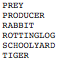 PREY
PRODUCER
RABBIT
ROTTINGLOG
SCHOOLYARD
TIGER